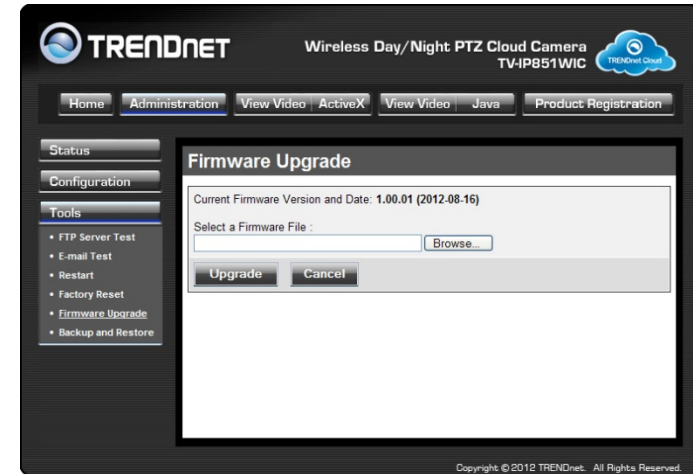 TRENDNET
Wireless Day/Night PTZ Cloud Camera
TV-IP851WIC
TRENDnet Cloud
Home Administration View Video ActiveX View Video Java Product Registration
Status
Configuration
Tools
• FTP Server Test
• E-mail Test
• Restart
• Factory Reset
• Firmware Upgrade
• Backup and Restore
Firmware Upgrade
Current Firmware Version and Date: 1.00.01 (2012-08-16)
Select a Firmware File :
Browse...
Upgrade Cancel
Copyright © 2012 TRENDnet. All Rights Reserved.